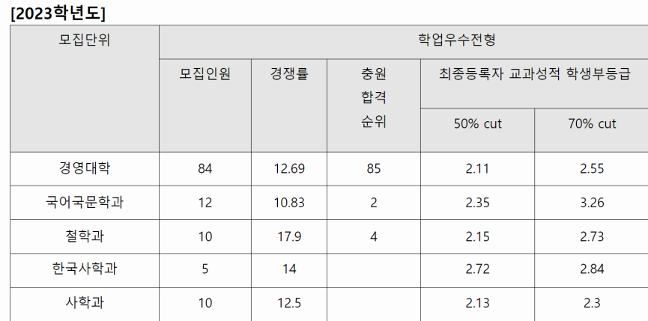 [2023학년도]
모집단위 학업우수전형
모집인원 경쟁률 충원 합격 순위 최종등록자 교과성적 학생부등급
50% cut 70% cut
경영대학 84 12.69 85 2.11 2.55
국어국문학과 12 10.83 2 2.35 3.26
철학과 10 17.9 4 2.15 2.73
한국사학과 5 14 2.72 2.84
사학과 10 12.5 2.13 2.3